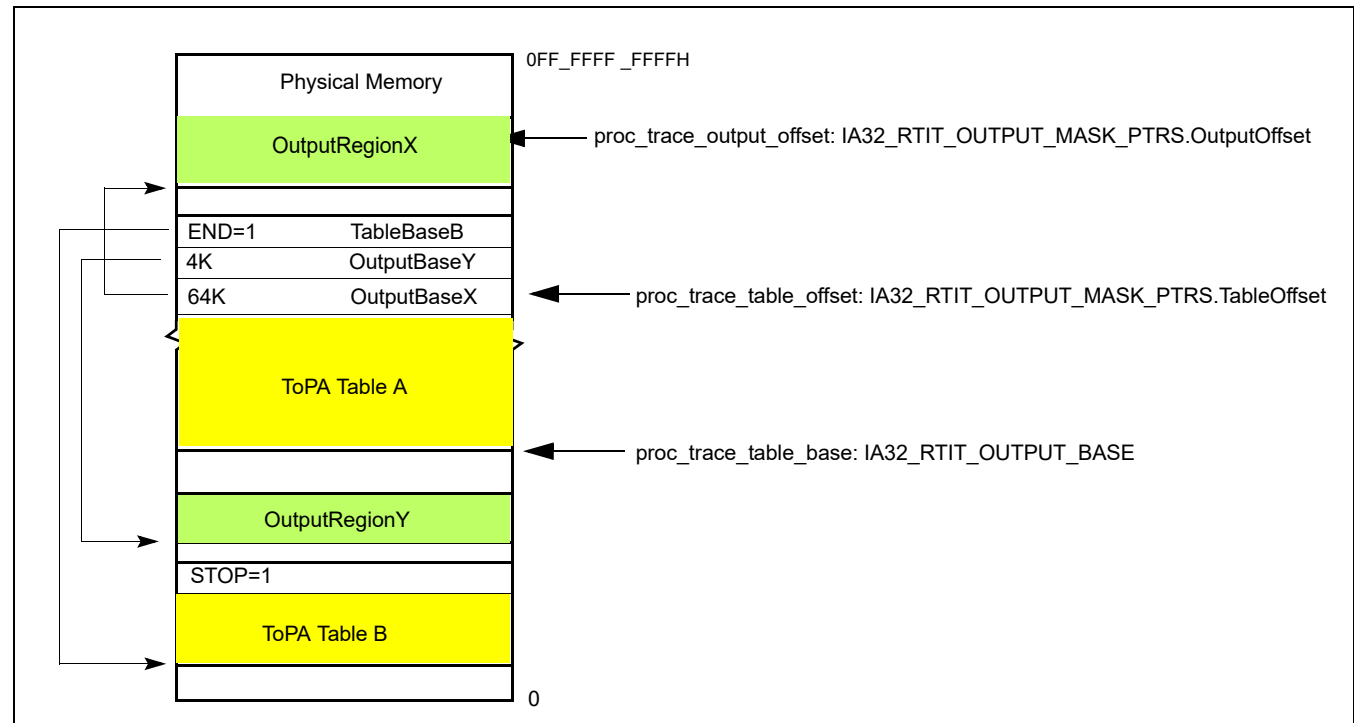 0FF_FFFF _FFFFH
Physical Memory
proc_trace_output_offset: IA32_RTIT_OUTPUT_MASK_PTRS.OutputOffset
OutputRegionX
END=1 TableBaseB
4K OutputBaseY
64K OutputBaseX
proc_trace_table_offset: IA32_RTIT_OUTPUT_MASK_PTRS.TableOffset
ToPA Table A
proc_trace_table_base: IA32_RTIT_OUTPUT_BASE
OutputRegionY
STOP=1
ToPA Table B
0